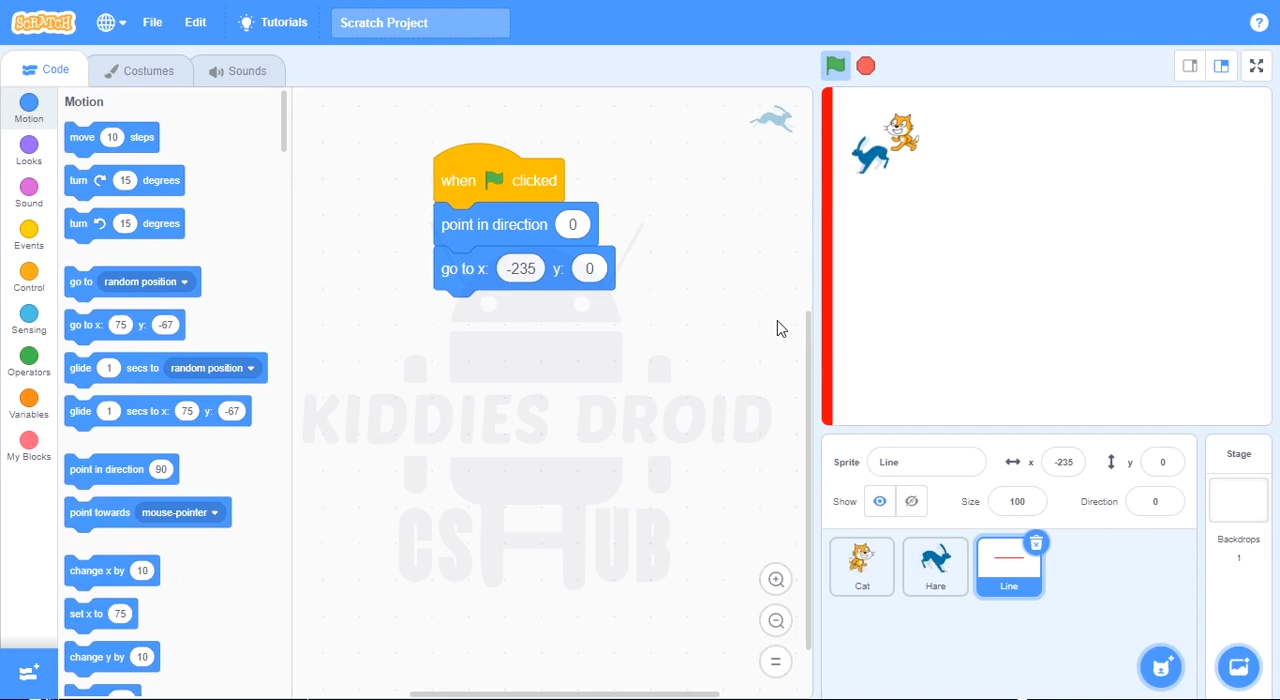 SCRATCH File Edit Tutorials Scratch Project ?
Code Costumes Sounds
Motion
Looks
Sound
Events
Control
Sensing
Operators
Variables
My Blocks
Motion
move 10 steps
turn 15 degrees
turn 15 degrees
go to random position
go to x: 75 y: -67
glide 1 secs to random position
glide 1 secs to x: 75 y: -67
point in direction 90
point towards mouse-pointer
change x by 10
set x to 75
change y by 10
when clicked
point in direction 0
go to x: -235 y: 0
KIDDIES DROID
CSHUB
Sprite Line x -235 y 0
Show Size 100 Direction 0
Cat Hare Line
Stage
Backdrops
1